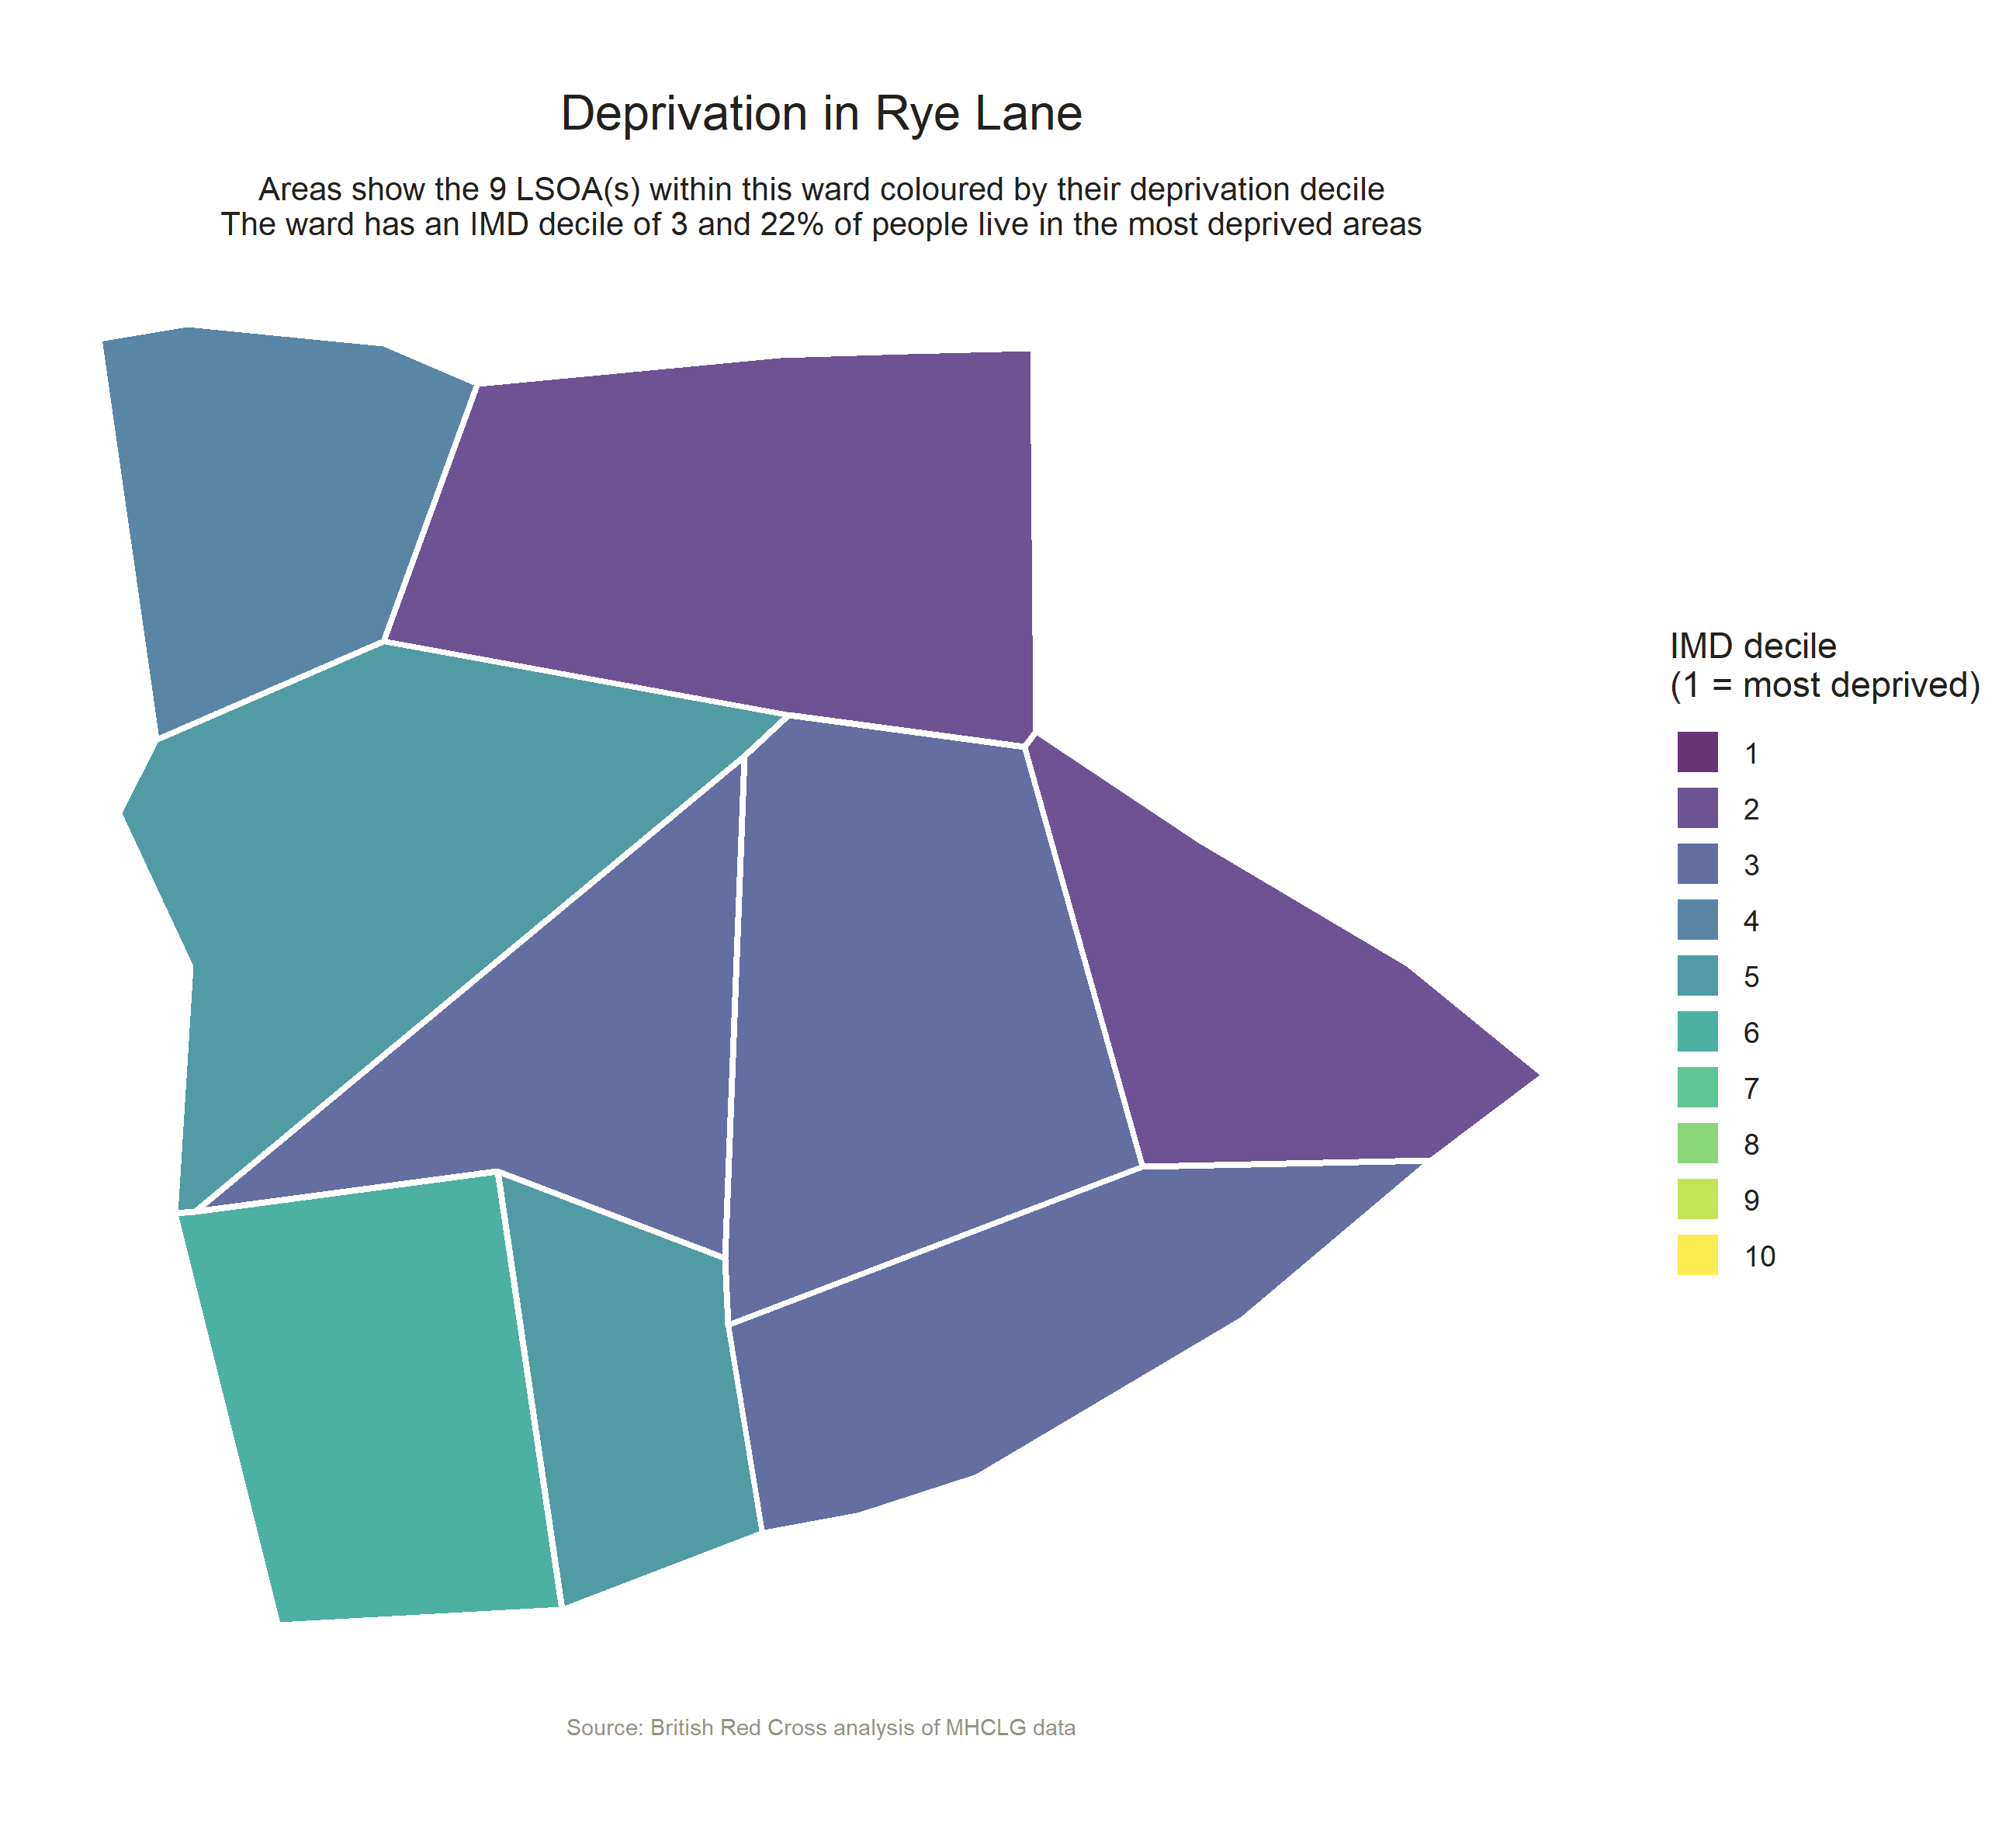 Deprivation in Rye Lane
Areas show the 9 LSOA(s) within this ward coloured by their deprivation decile
The ward has an IMD decile of 3 and 22% of people live in the most deprived areas
IMD decile
(1 = most deprived)
1
2
3
4
5
6
7
8
9
10
Source: British Red Cross analysis of MHCLG data